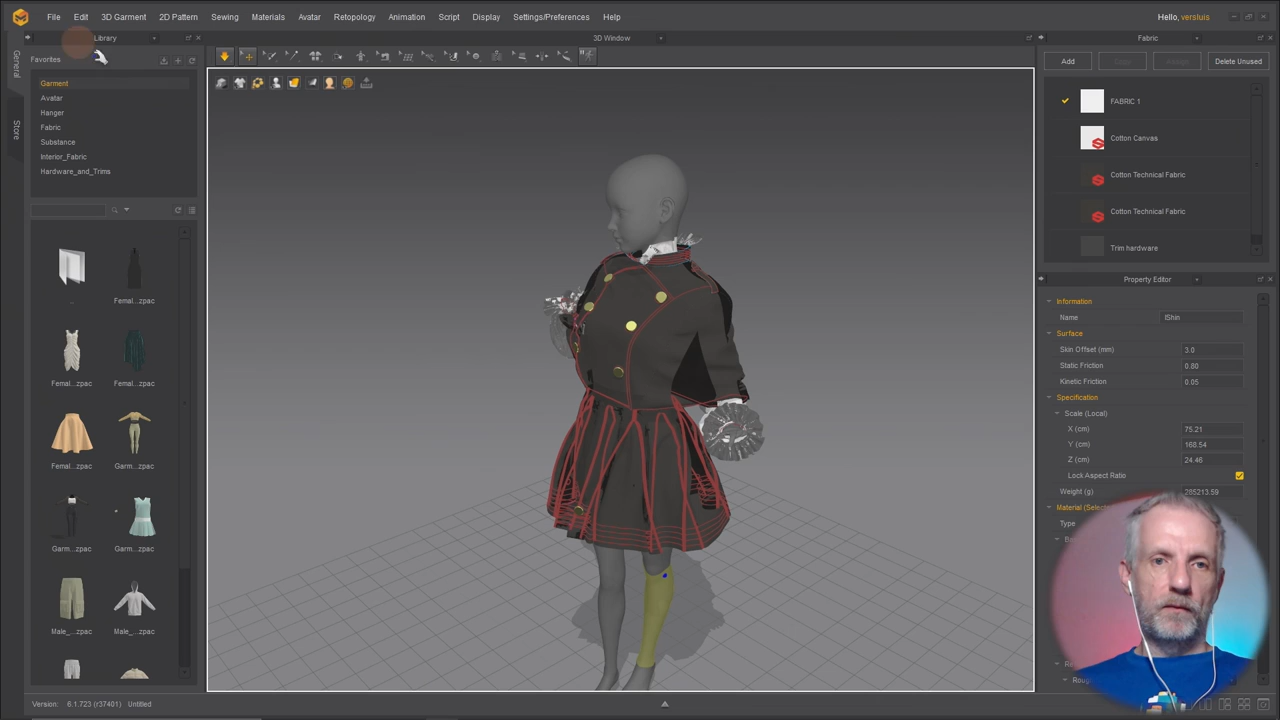 File Edit 3D Garment 2D Pattern Sewing Materials Avatar Retopology Animation Script Display Settings/Preferences Help
Hello, versluis
Library
3D Window
Fabric
General
Store
Favorites
Garment
Avatar
Hanger
Fabric
Substance
Interior_Fabric
Hardware_and_Trims
Femal...zpac
Femal...zpac Femal...zpac
Femal...zpac Garm...zpac
Garm...zpac Garm...zpac
Male_...zpac Male_...zpac
Add
Delete Unused
FABRIC 1
Cotton Canvas
Cotton Technical Fabric
Cotton Technical Fabric
Trim hardware
Property Editor
Information
Name lShin
Surface
Skin Offset (mm) 3.0
Static Friction 0.80
Kinetic Friction 0.05
Specification
Scale (Local)
X (cm) 75.21
Y (cm) 168.54
Z (cm) 24.46
Lock Aspect Ratio
Weight (g) 285213.59
Material (Selec
Type
Version: 6.1.723 (r37401) Untitled